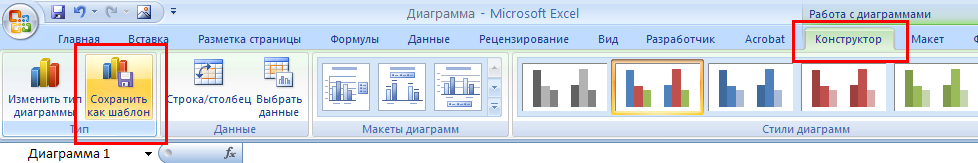 Диаграмма - Microsoft Excel
Работа с диаграммами
Главная Вставка Разметка страницы Формулы Данные Рецензирование Вид Разработчик Acrobat Конструктор Макет
Изменить тип диаграммы
Сохранить как шаблон
Строка/столбец
Выбрать данные
Тип Данные Макеты диаграмм Стили диаграмм
Диаграмма 1 fx